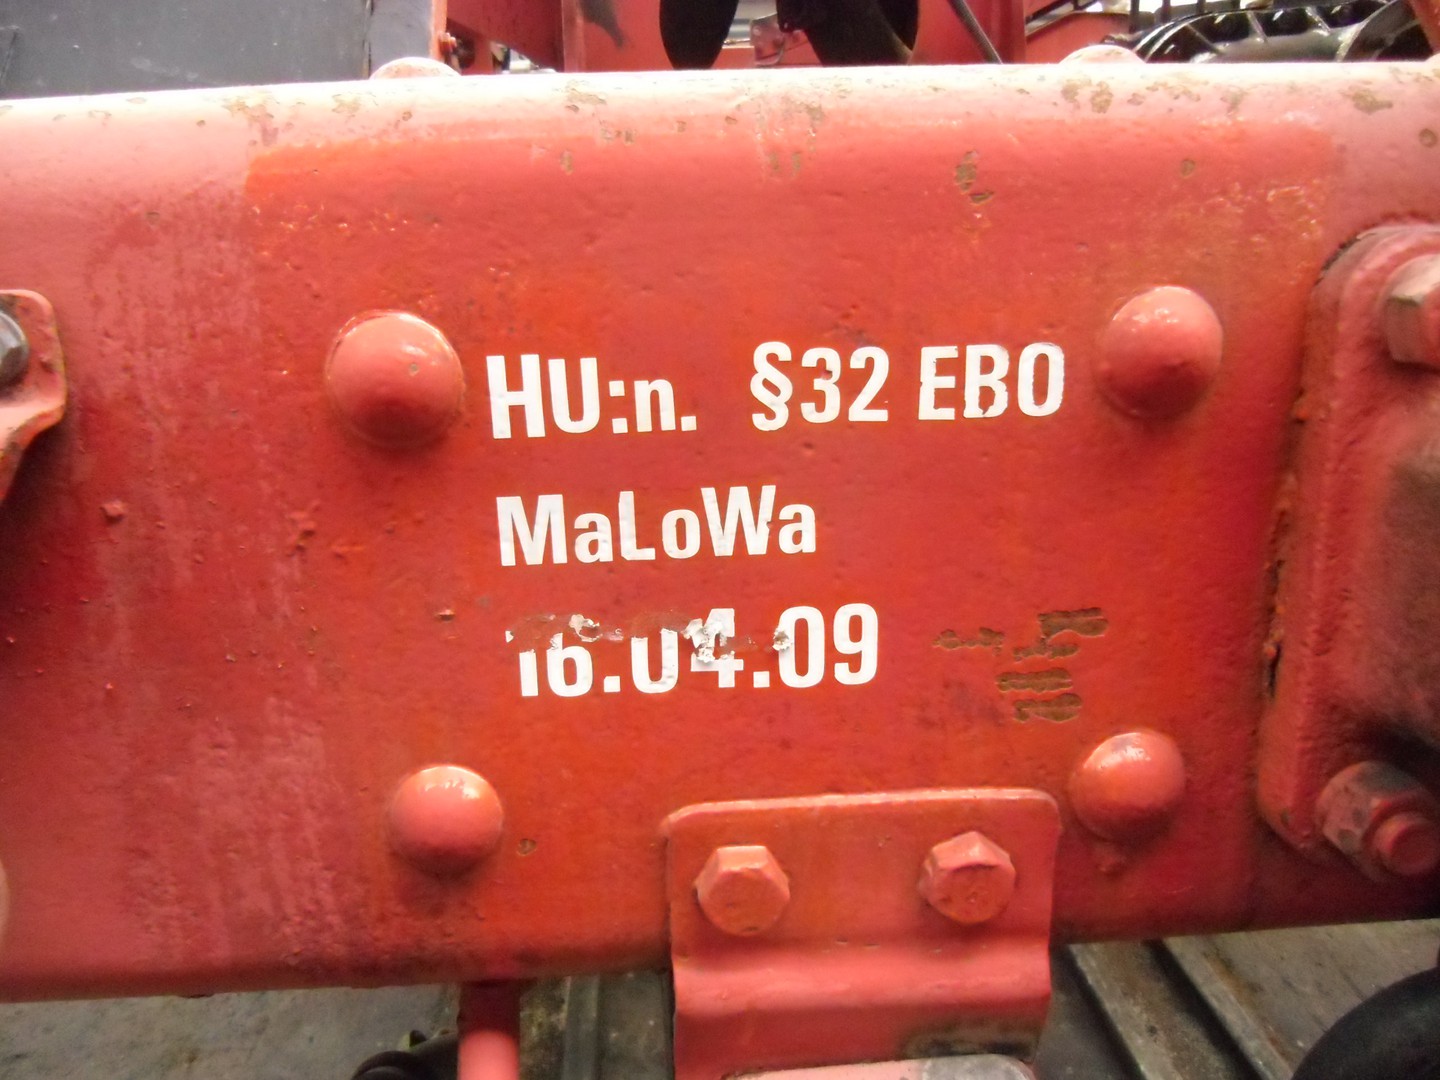 HU:n. §32 EBO
MaLoWa
16.04.09